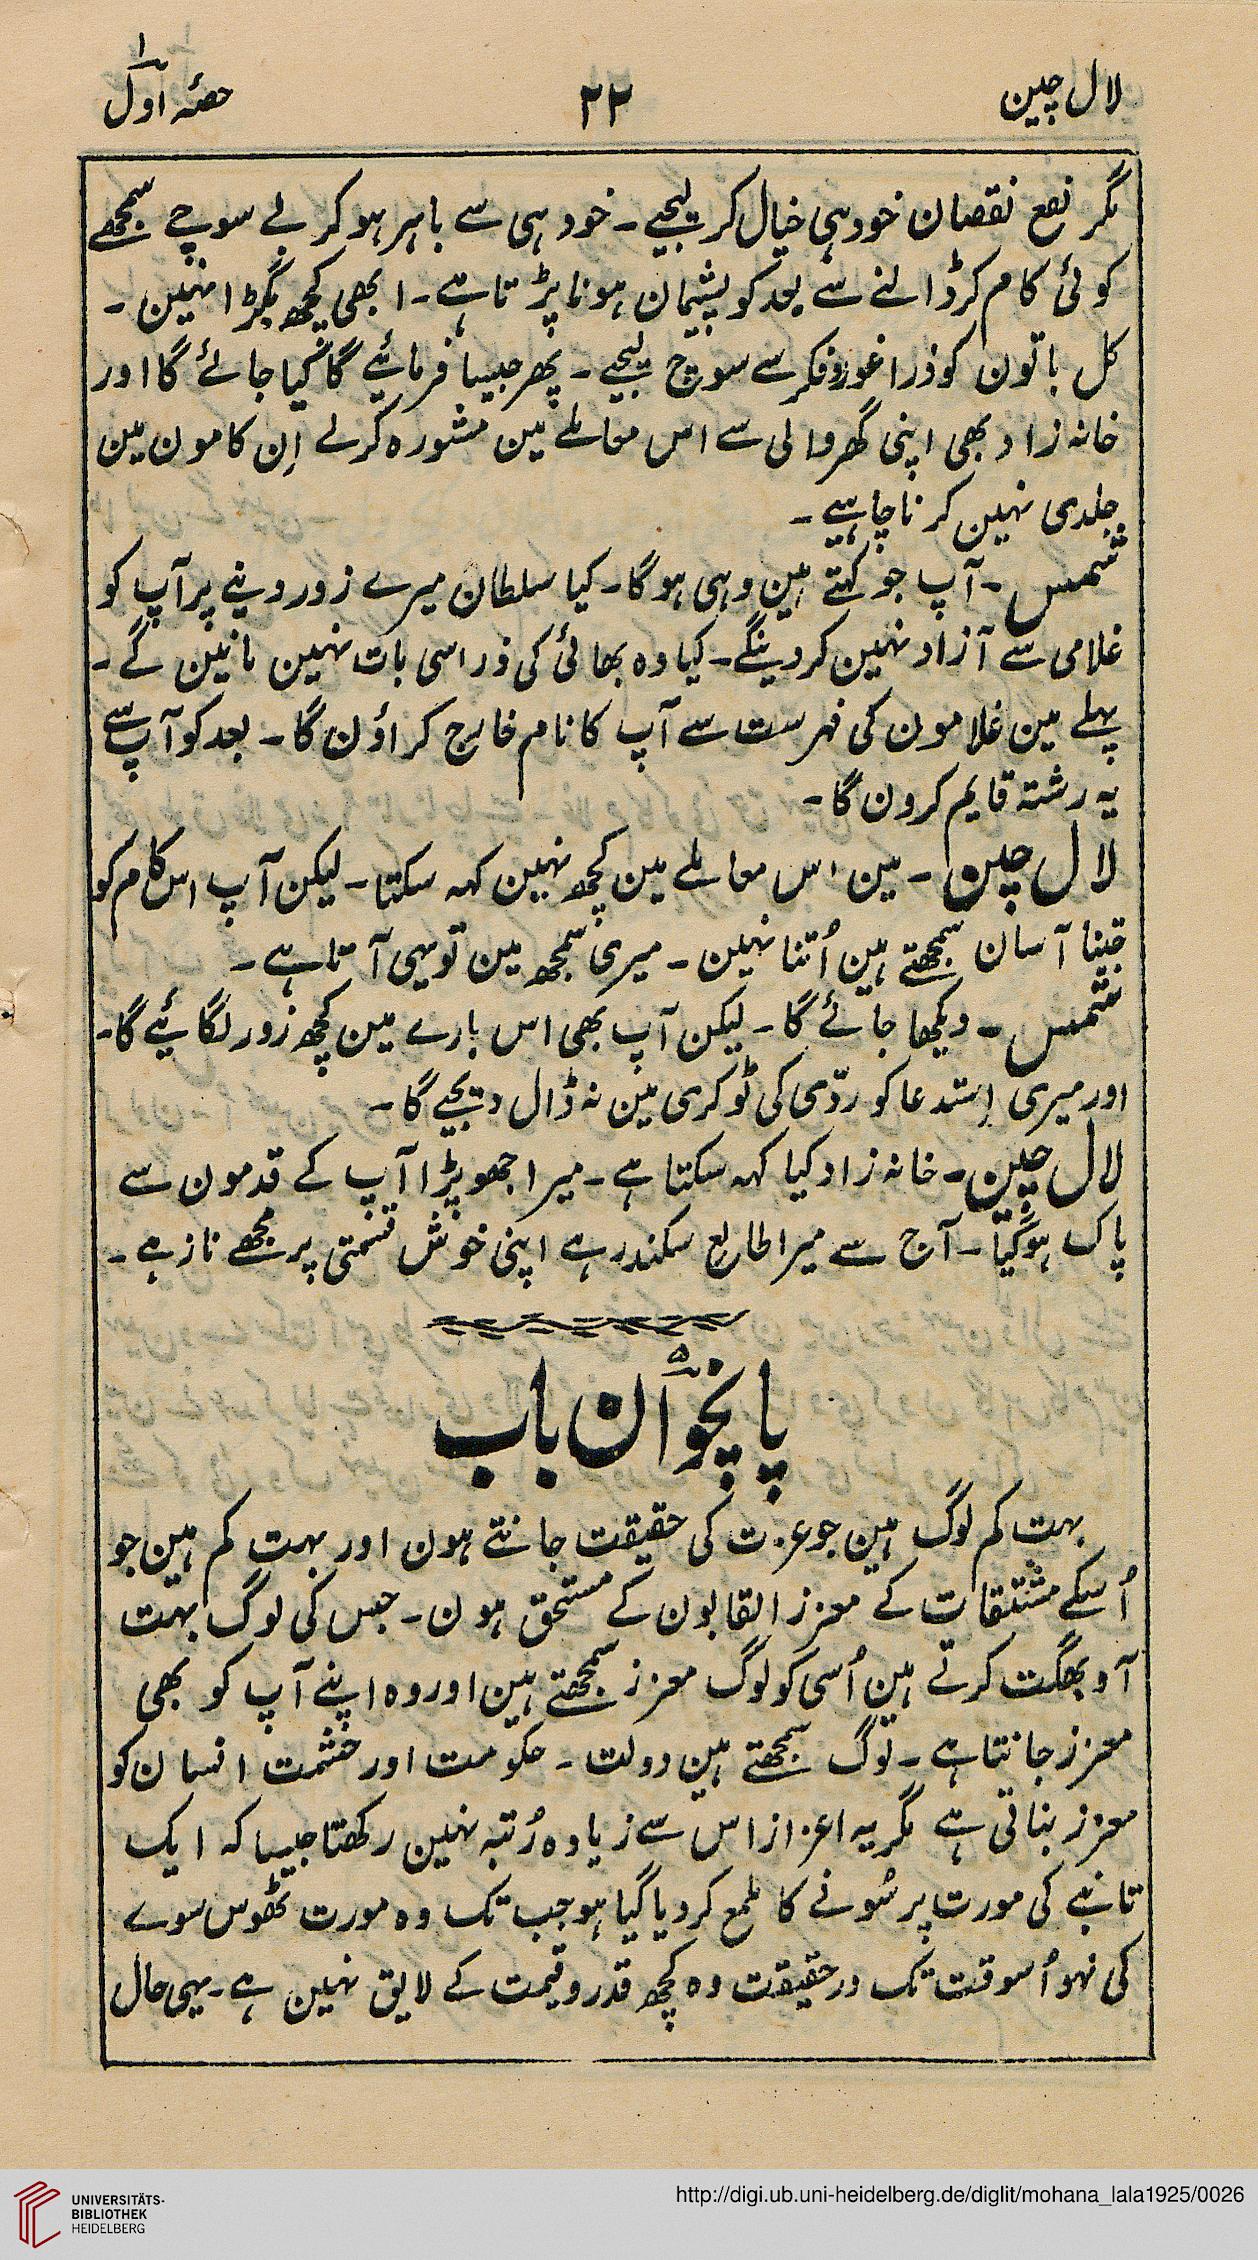 لال چین ۲۲ حصّہ اوّل ۱
مگر نفع نقصان خود ہی خیال کر لیجیے ۔ خود ہی سے باہر ہو کر بے سوچے سمجھے
کوئی کام کر ڈالنے سے بعد کو پشیمان ہونا پڑتا ہے ۔ ابھی کچھ بگڑا نہین ۔
کل باتون کو ذرا غور و فکر سے سوچ لیجیے ۔ پھر جیسا فرمائیے گا کیا جائے گا اور
خانہ زاد بھی اپنی گھر والی سے اس معاملے مین مشورہ کرلے اِن کامون مین
جلدی نہین کرنا چاہیے ۔
شمس ۔ آپ جو کہتے ہین وہی ہوگا ۔ کیا سلطان میرے زور دینے پر آپ کو
غلامی سے آزاد نہین کر دینگے ۔ کیا وہ بھائی کی ذرا سی بات نہین مانین گے ۔
پہلے مین غلامون کی فہرست سے آپ کا نام خارج کراؤن گا ۔ بعد کو آپ سے
یہ رشتہ قایم کرون گا ۔
لال چین ۔ مین اس معاملے مین کچھ نہین کہہ سکتا ۔ لیکن آپ اس کام کو
جتنا آسان سمجھتے ہین اُتنا نہین ۔ میری سمجھ مین تو یہی آتا ہے ۔
شمس ۔ دیکھا جائے گا ۔ لیکن آپ بھی اس بارے مین کچھ زور لگائیے گا ۔
اور میری اِستدعا کو ردّی کی ٹوکری مین نہ ڈال دیجیے گا ۔
لال چین ۔ خانہ زاد کیا کہہ سکتا ہے ۔ میرا جھوپڑا آپ کے قدمون سے
پاک ہوگیا ۔ آج سے میرا طالع سکندر ہے اپنی خوش قسمتی پر مجھے ناز ہے ۔
پانچوان باب ۵
بہت کم لوگ ہین جو عزت کی حقیقت جانتے ہون اور بہت کم ہین جو
اُسکے مشتقات کے معزز القابون کے مستحق ہون ۔ جس کی لوگ بہت
آو بھگت کرتے ہین اُسی کو لوگ معزز سمجھتے ہین اور وہ اپنے آپ کو بھی
معزز جانتا ہے ۔ لوگ سمجھتے ہین دولت ۔ حکومت اور حشمت انسان کو
معزز بناتی ہے مگر یہ اعزاز اس سے زیادہ رُتبہ نہین رکھتا جیسا کہ ایک
تانبے کی مورت پر سُونے کا ملمع کر دیا گیا ہو جب تک وہ مورت ٹھوس سوے
کی نہو اُسوقت تک درحقیقت وہ کچھ قدر و قیمت کے لایق نہین ہے ۔ یہی حال
UNIVERSITÄTS-
BIBLIOTHEK
HEIDELBERG
http://digi.ub.uni-heidelberg.de/diglit/mohana_lala1925/0026